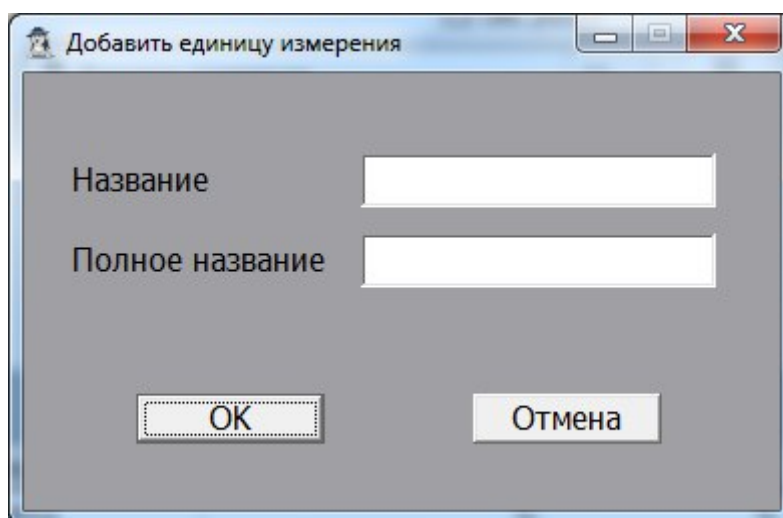 Добавить единицу измерения
Название
Полное название
OK
Отмена